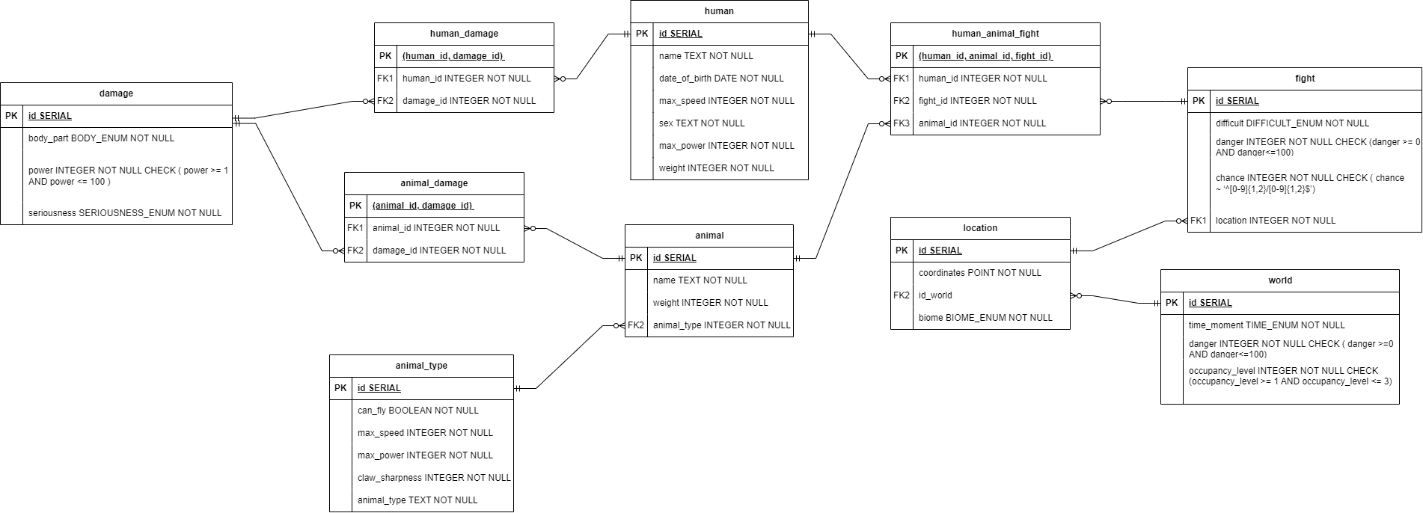 damage
PK id SERIAL
body_part BODY_ENUM NOT NULL
power INTEGER NOT NULL CHECK ( power >= 1
AND power <= 100 )
seriousness SERIOUSNESS_ENUM NOT NULL
human_damage
PK (human_id, damage_id)
FK1 human_id INTEGER NOT NULL
FK2 damage_id INTEGER NOT NULL
animal_damage
PK (animal_id, damage_id)
FK1 animal_id INTEGER NOT NULL
FK2 damage_id INTEGER NOT NULL
animal_type
PK id SERIAL
can_fly BOOLEAN NOT NULL
max_speed INTEGER NOT NULL
max_power INTEGER NOT NULL
claw_sharpness INTEGER NOT NULL
animal_type TEXT NOT NULL
human
PK id SERIAL
name TEXT NOT NULL
date_of_birth DATE NOT NULL
max_speed INTEGER NOT NULL
sex TEXT NOT NULL
max_power INTEGER NOT NULL
weight INTEGER NOT NULL
animal
PK id SERIAL
name TEXT NOT NULL
weight INTEGER NOT NULL
FK2 animal_type INTEGER NOT NULL
human_animal_fight
PK (human_id, animal_id, fight_id)
FK1 human_id INTEGER NOT NULL
FK2 fight_id INTEGER NOT NULL
FK3 animal_id INTEGER NOT NULL
location
PK id SERIAL
coordinates POINT NOT NULL
FK2 id_world
biome BIOME_ENUM NOT NULL
fight
PK id SERIAL
difficult DIFFICULT_ENUM NOT NULL
danger INTEGER NOT NULL CHECK (danger >= 0
AND danger<=100)
chance INTEGER NOT NULL CHECK ( chance
~ '^[0-9]{1,2}/[0-9]{1,2}$')
FK1 location INTEGER NOT NULL
world
PK id SERIAL
time_moment TIME_ENUM NOT NULL
danger INTEGER NOT NULL CHECK ( danger >=0
AND danger<=100)
occupancy_level INTEGER NOT NULL CHECK
(occupancy_level >= 1 AND occupancy_level <= 3)